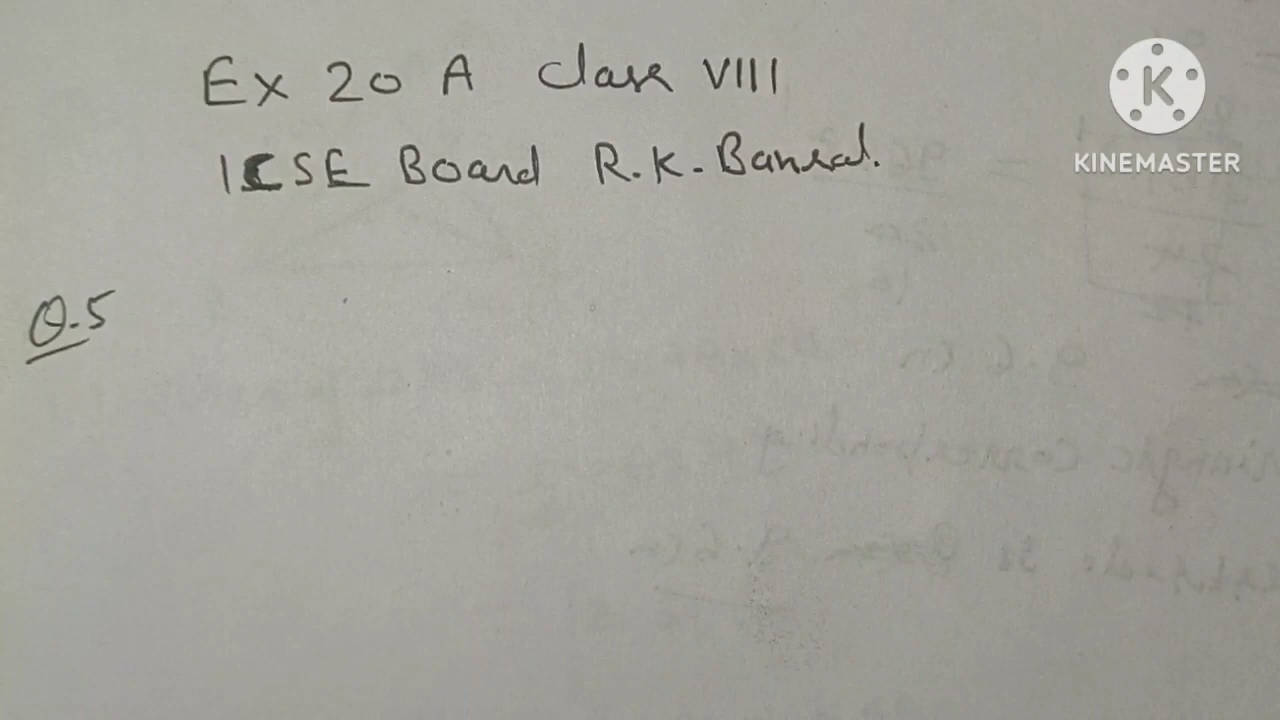 Ex 20 A Class VIII
ICSE Board R.K. Bansal.
Q.5
K
KINEMASTER